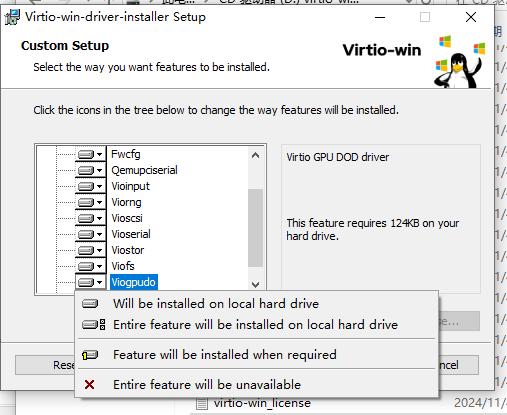 Virtio-win-driver-installer Setup
Custom Setup
Select the way you want features to be installed.
Virtio-win
Click the icons in the tree below to change the way features will be installed.
Fwcfg
Qemupciserial
Vioinput
Viorng
Vioscsi
Vioserial
Viostor
Viofs
Viogpudo
Virtio GPU DOD driver
This feature requires 124KB on your
hard drive.
Will be installed on local hard drive
Entire feature will be installed on local hard drive
Feature will be installed when required
Entire feature will be unavailable
virtio-win_license